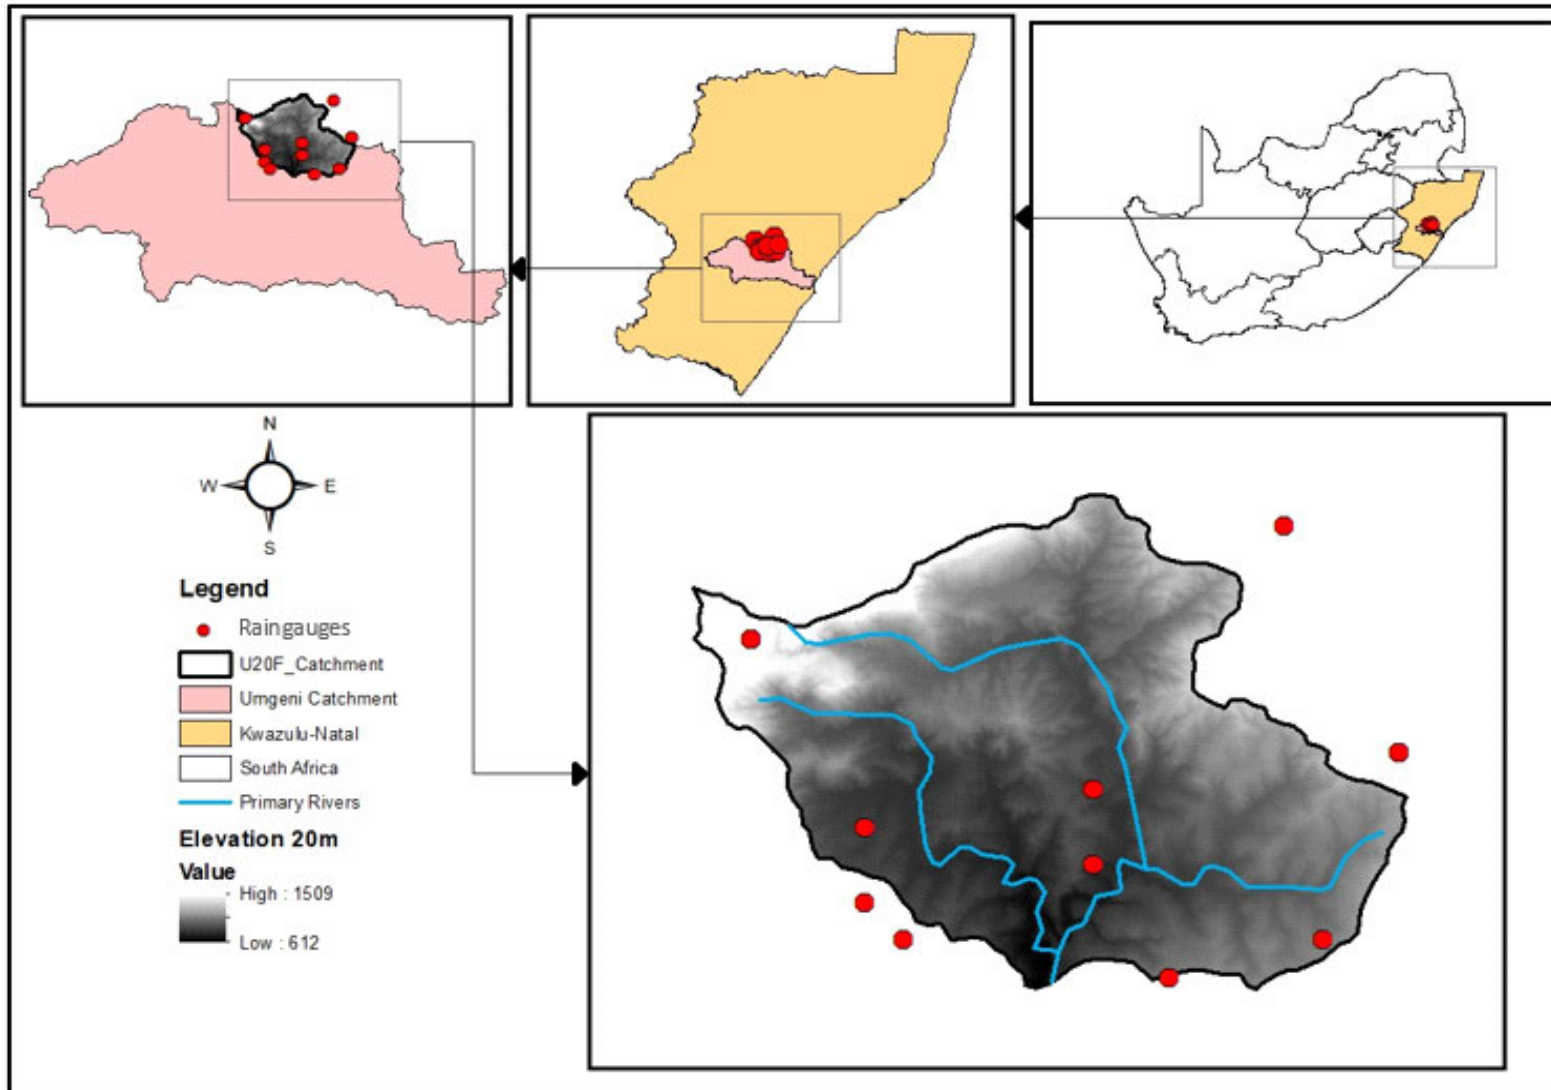 N
W E
S
Legend
Raingauges
U20F_Catchment
Umgeni Catchment
Kwazulu-Natal
South Africa
Primary Rivers
Elevation 20m
Value
High : 1509
Low : 612